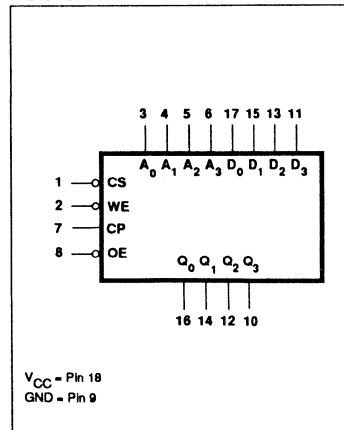 3 4 5 6 17 15 13 11
A0 A1 A2 A3 D0 D1 D2 D3
1 CS
2 WE
7 CP
8 OE
Q0 Q1 Q2 Q3
16 14 12 10
VCC = Pin 18
GND = Pin 9